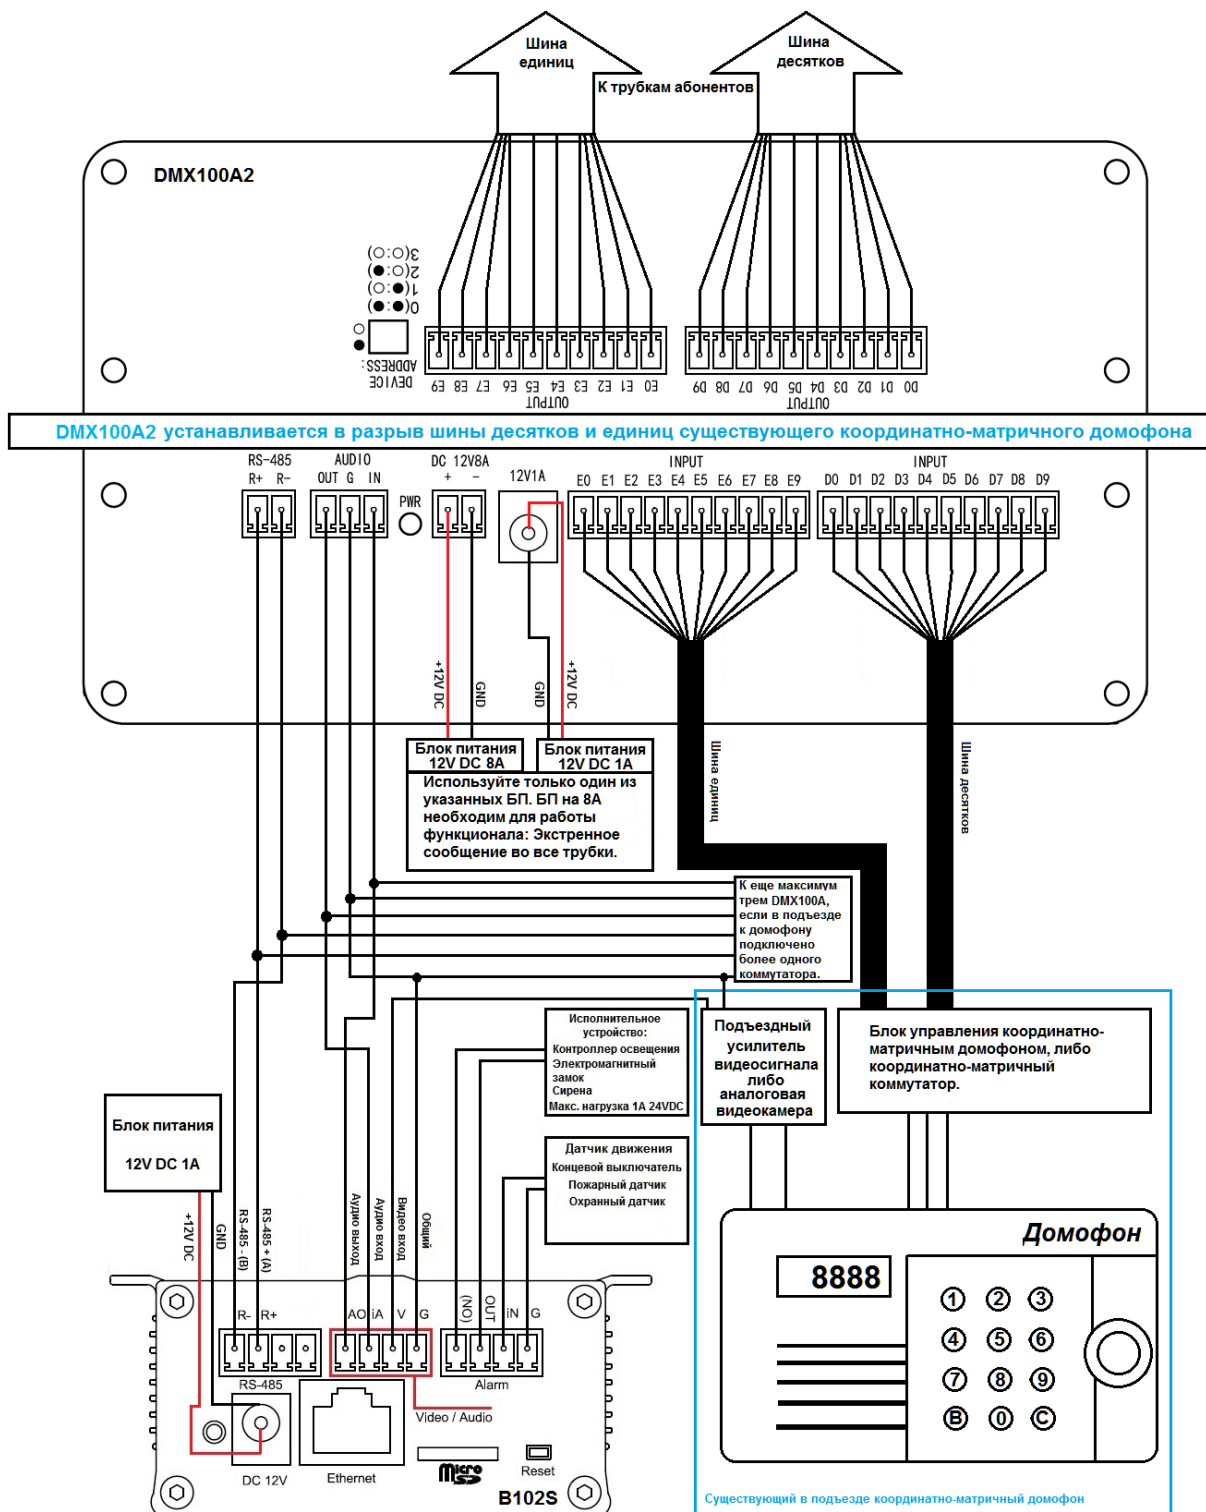 Шина
единиц
Шина
десятков
К трубкам абонентов
DMX100A2
3(○:○)
2(○:●)
1(●:○)
0(●:●)
DEVICE
ADDRESS:
E9 E8 E7 E6 E5 E4 E3 E2 E1 E0
OUTPUT
D9 D8 D7 D6 D5 D4 D3 D2 D1 D0
OUTPUT
DMX100A2 устанавливается в разрыв шины десятков и единиц существующего координатно-матричного домофона
RS-485
R+ R-
AUDIO
OUT G IN
PWR
DC 12V8A
+ -
12V1A
INPUT
E0 E1 E2 E3 E4 E5 E6 E7 E8 E9
INPUT
D0 D1 D2 D3 D4 D5 D6 D7 D8 D9
+12V DC
GND
GND
+12V DC
Блок питания
12V DC 8A
Блок питания
12V DC 1A
Используйте только один из
указанных БП. БП на 8А
необходим для работы
функционала: Экстренное
сообщение во все трубки.
Шина единиц
Шина десятков
К еще максимум
трем DMX100A,
если в подъезде
к домофону
подключено
более одного
коммутатора.
Исполнительное
устройство:
Контроллер освещения
Электромагнитный
замок
Сирена
Макс. нагрузка 1А 24VDC
Подъездный
усилитель
видеосигнала
либо
аналоговая
видеокамера
Блок управления координатно-
матричным домофоном, либо
координатно-матричный
коммутатор.
Блок питания
12V DC 1A
Датчик движения
Концевой выключатель
Пожарный датчик
Охранный датчик
+12V DC
GND
RS-485 - (B)
RS-485 + (A)
Аудио выход
Аудио вход
Видео вход
Общий
Домофон
8888
1 2 3
4 5 6
7 8 9
B 0 C
R- R+
RS-485
AO iA V G
Video / Audio
(NO) OUT iN G
Alarm
DC 12V
Ethernet
Micro
SD
Reset
B102S
Существующий в подъезде координатно-матричный домофон